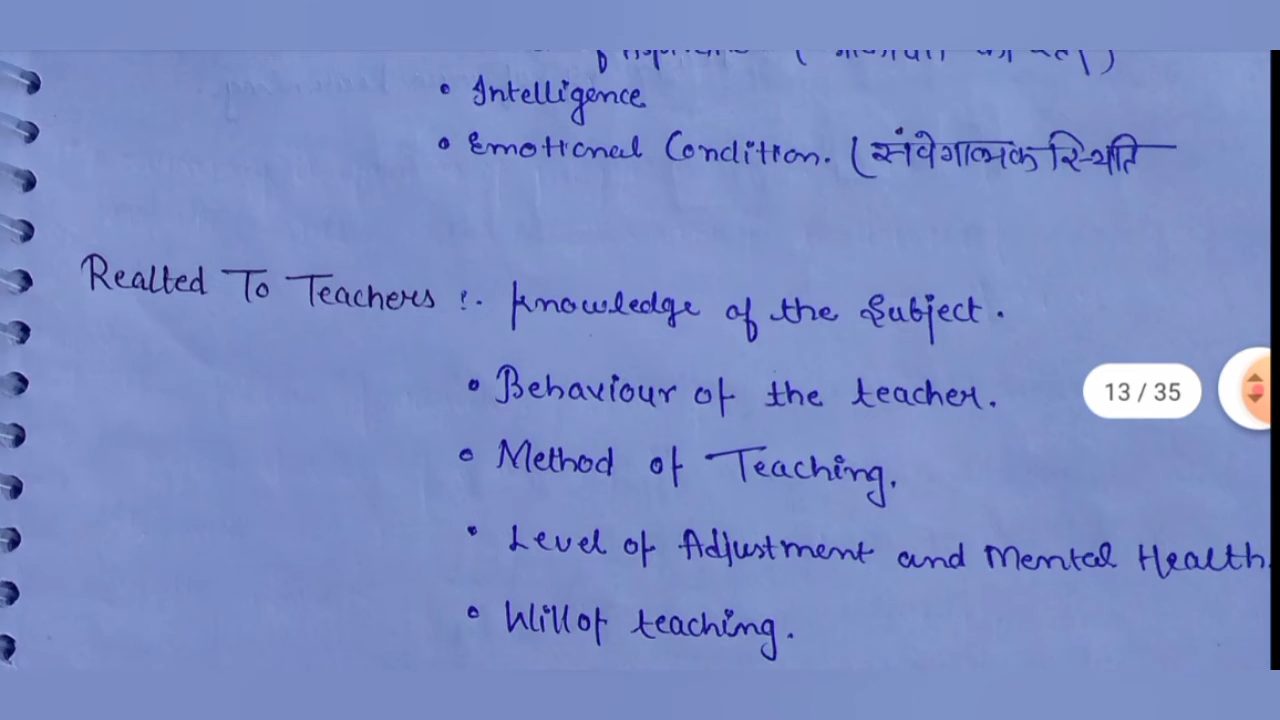 • Intelligence
• Emotional Condition. (संवेगात्मक स्थिति
Realted To Teachers :. Knowledge of the Subject.
• Behaviour of the teacher.
13 / 35
• Method of Teaching.
• Level of Adjustment and Mental Health.
• Will of teaching.